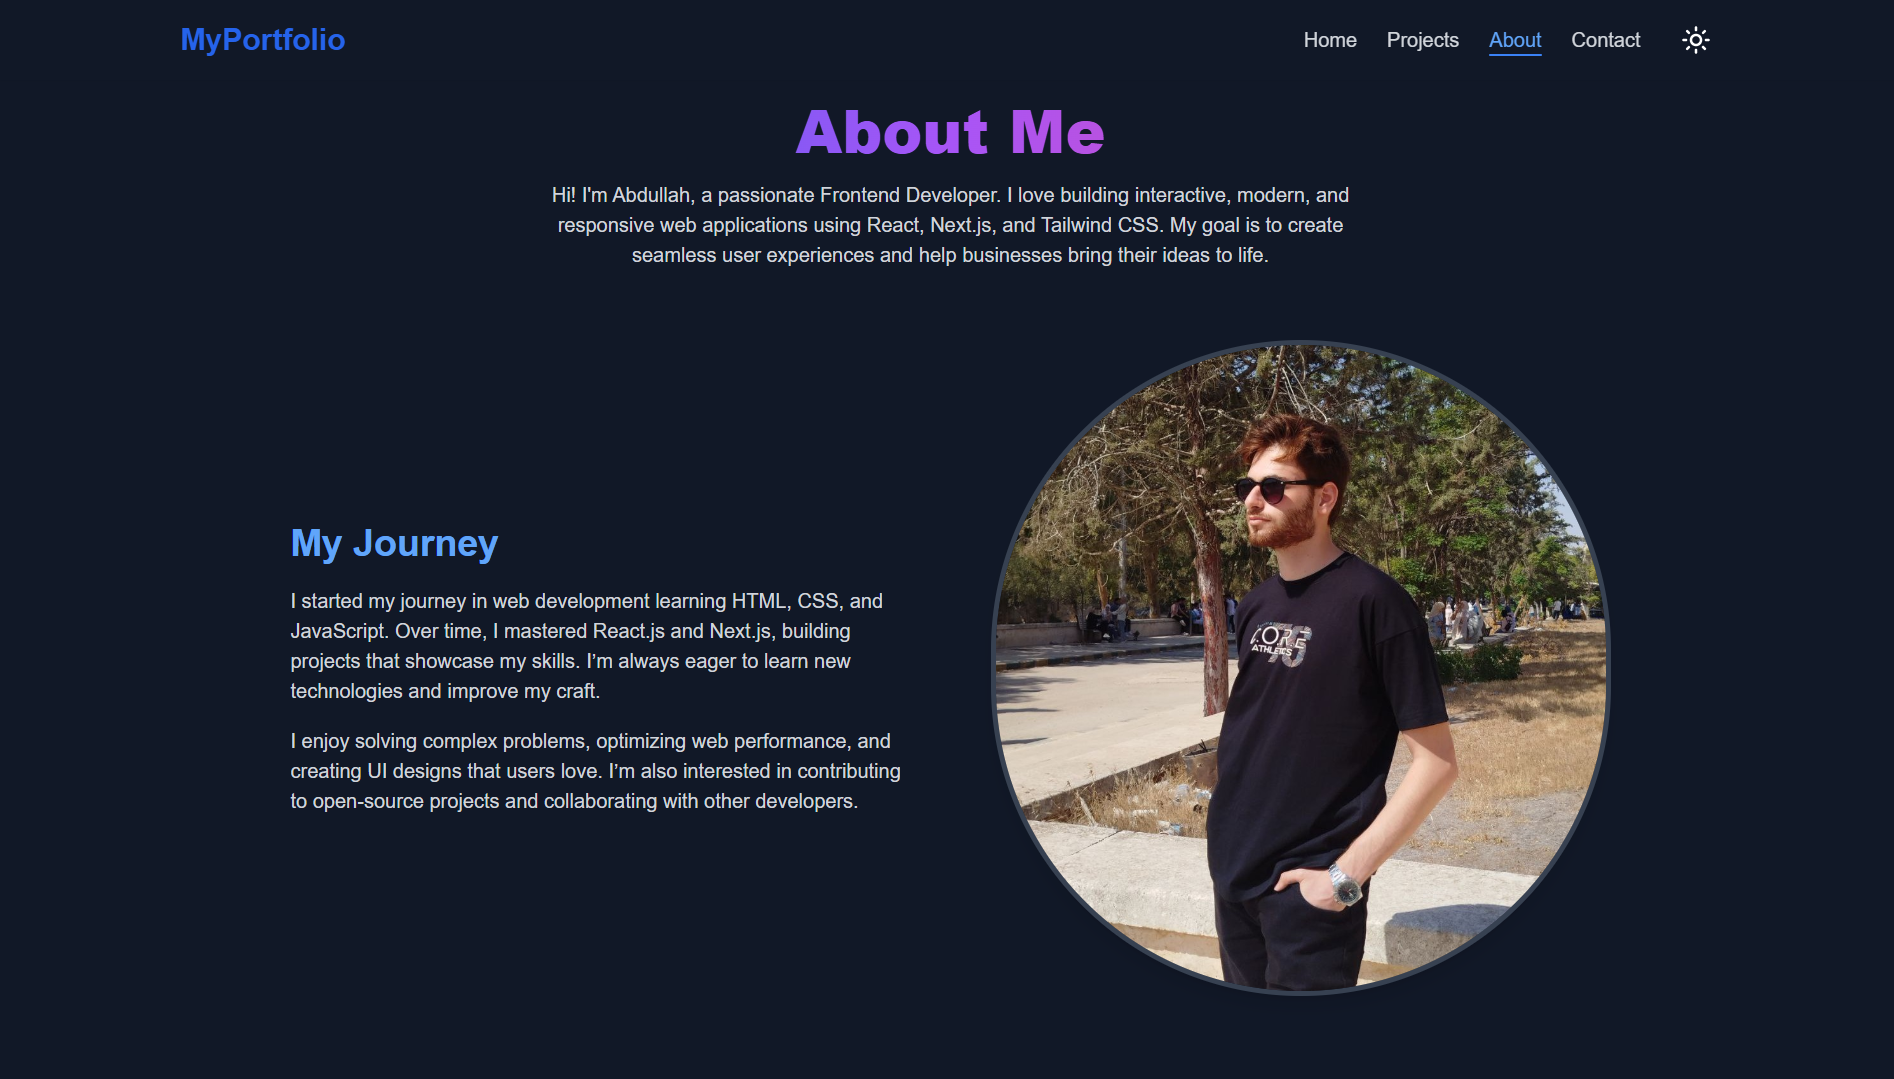 MyPortfolio
Home Projects About Contact
About Me
Hi! I'm Abdullah, a passionate Frontend Developer. I love building interactive, modern, and
responsive web applications using React, Next.js, and Tailwind CSS. My goal is to create
seamless user experiences and help businesses bring their ideas to life.
My Journey
I started my journey in web development learning HTML, CSS, and
JavaScript. Over time, I mastered React.js and Next.js, building
projects that showcase my skills. I’m always eager to learn new
technologies and improve my craft.
I enjoy solving complex problems, optimizing web performance, and
creating UI designs that users love. I’m also interested in contributing
to open-source projects and collaborating with other developers.
CORE
ATHLETICS